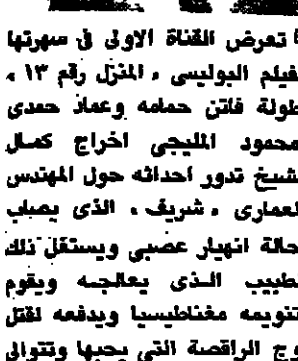 تعرض القناة الاولى فى سهرتها
فيلم البوليسى « المنزل رقم ١٣ »
طولة فاتن حمامه وعماد حمدى
محمود المليجى اخراج كمال
شيخ تدور احداثه حول المهندس
لعمارى « شريف » الذى يصاب
حالة انهيار عصبى ويستغل ذلك
طبيب الذى يعالجه ويقوم
تنويمه مغناطيسيا ويدفعه لقتل
وج الراقصة التى يحبها وتتوالى